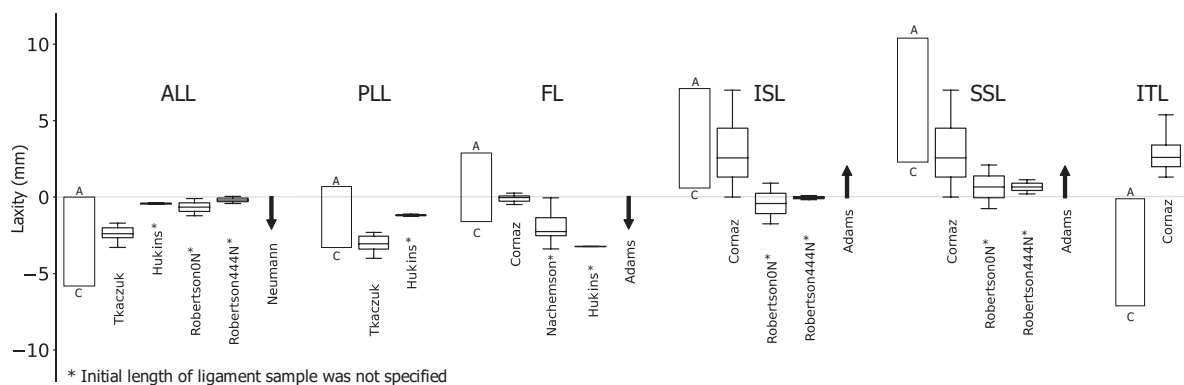 10
5
0
−5
−10
Laxity (mm)
ALL
A
C
Tkaczuk
Hukins*
Robertson0N*
Robertson444N*
Neumann
PLL
A
C
Tkaczuk
Hukins*
FL
A
C
Cornaz
Nachemson*
Hukins*
Adams
ISL
A
C
Cornaz
Robertson0N*
Robertson444N*
Adams
SSL
A
C
Cornaz
Robertson0N*
Robertson444N*
Adams
ITL
A
C
Cornaz
* Initial length of ligament sample was not specified